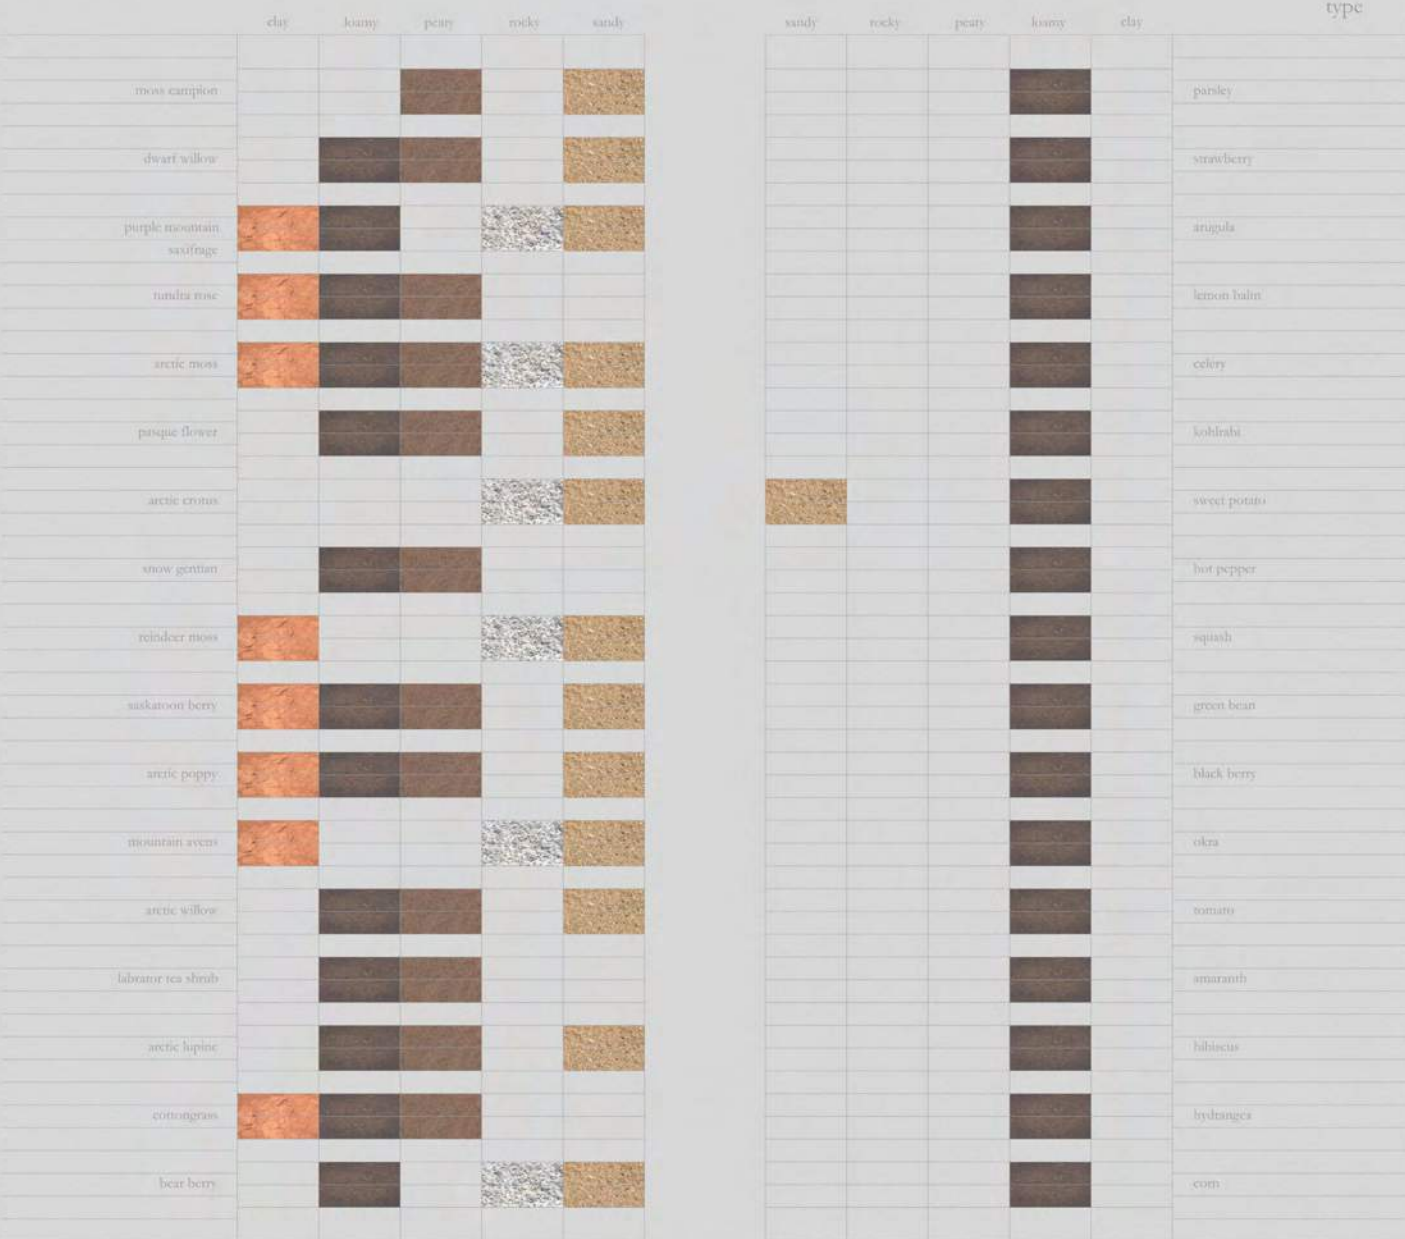 type
clay loamy peaty rocky sandy
sandy rocky peaty loamy clay
moss campion
parsley
dwarf willow
strawberry
purple mountain
saxifrage
arugula
tundra rose
lemon balm
arctic moss
celery
pasque flower
kohlrabi
arctic crotus
sweet potato
snow gentian
hot pepper
reindeer moss
squash
saskatoon berry
green bean
arctic poppy
black berry
mountain avens
okra
arctic willow
tomato
labrator tea shrub
amaranth
arctic lupine
hibiscus
cottongrass
hydrangea
bear berry
corn